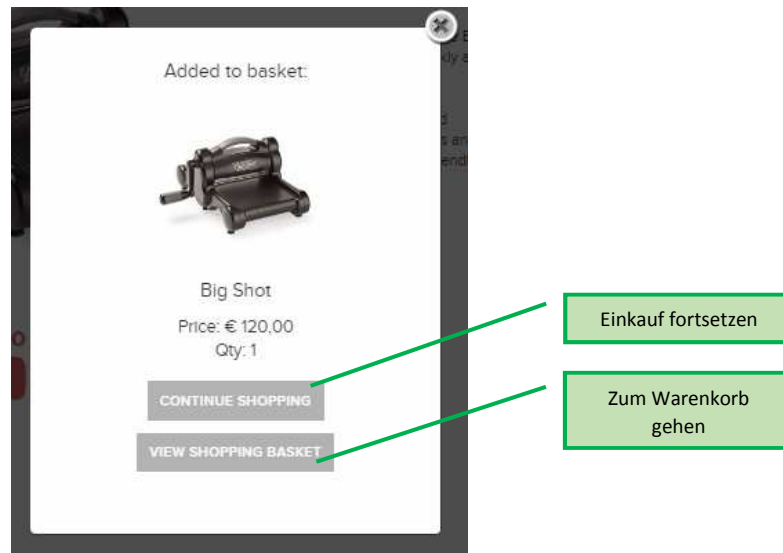 Added to basket:
Big Shot
Price: € 120,00
Qty: 1
CONTINUE SHOPPING
VIEW SHOPPING BASKET
Einkauf fortsetzen
Zum Warenkorb
gehen